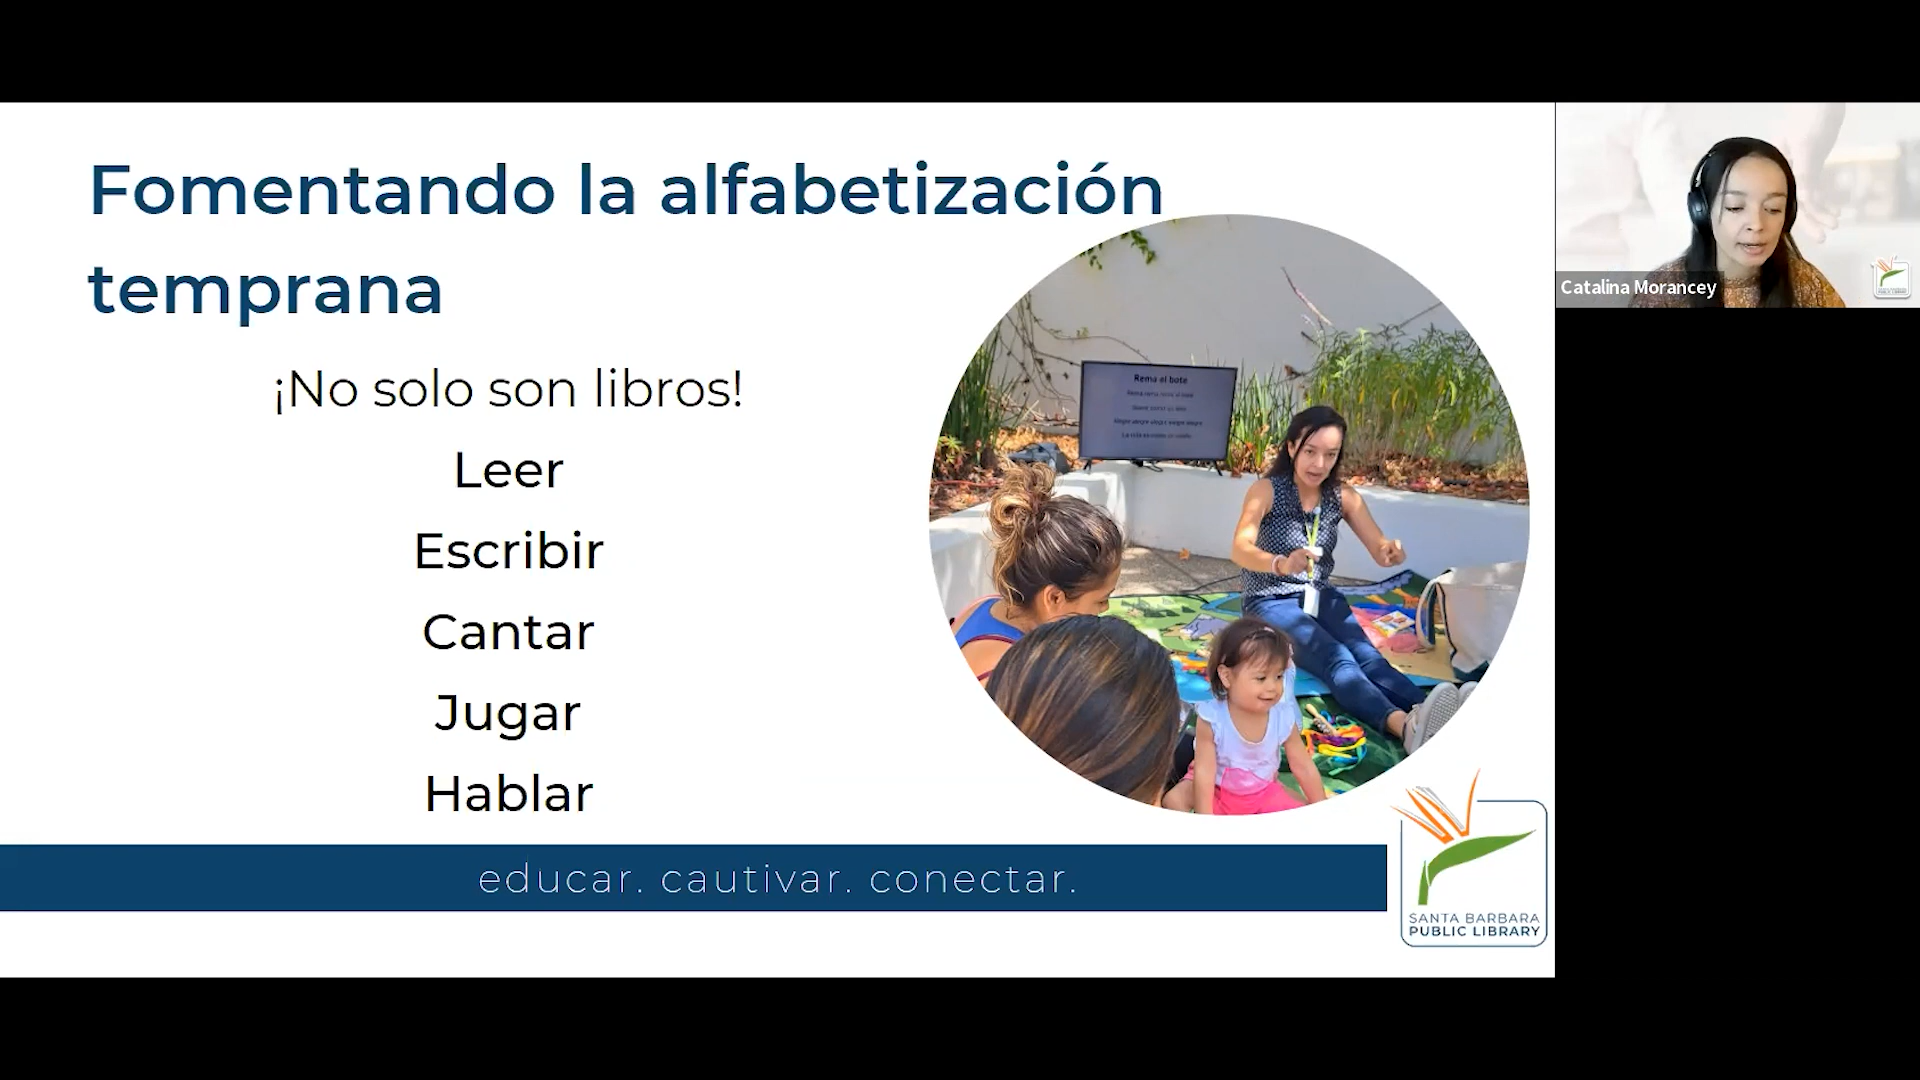 Fomentando la alfabetización
temprana
¡No solo son libros!
Leer
Escribir
Cantar
Jugar
Hablar
educar. cautivar. conectar.
Rema el bote
SANTA BARBARA
PUBLIC LIBRARY
Catalina Morancey